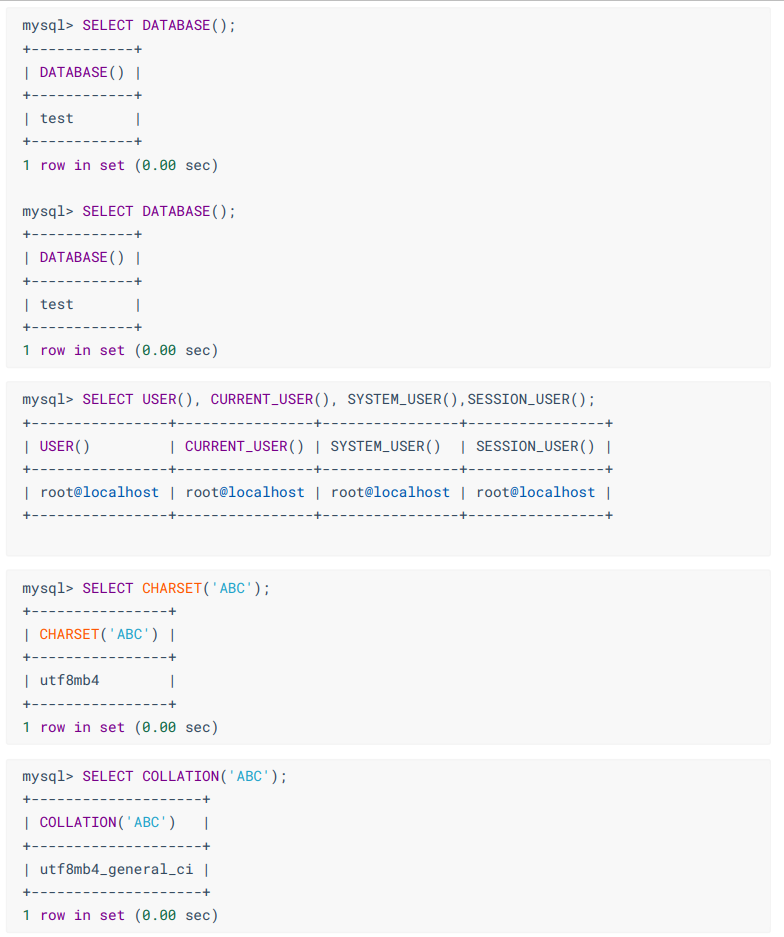 mysql> SELECT DATABASE();
+------------+
| DATABASE() |
+------------+
| test       |
+------------+
1 row in set (0.00 sec)
mysql> SELECT DATABASE();
+------------+
| DATABASE() |
+------------+
| test       |
+------------+
1 row in set (0.00 sec)
mysql> SELECT USER(), CURRENT_USER(), SYSTEM_USER(),SESSION_USER();
+----------------+----------------+----------------+----------------+
| USER()         | CURRENT_USER() | SYSTEM_USER()  | SESSION_USER() |
+----------------+----------------+----------------+----------------+
| root@localhost | root@localhost | root@localhost | root@localhost |
+----------------+----------------+----------------+----------------+
mysql> SELECT CHARSET('ABC');
+----------------+
| CHARSET('ABC') |
+----------------+
| utf8mb4        |
+----------------+
1 row in set (0.00 sec)
mysql> SELECT COLLATION('ABC');
+--------------------+
| COLLATION('ABC')   |
+--------------------+
| utf8mb4_general_ci |
+--------------------+
1 row in set (0.00 sec)